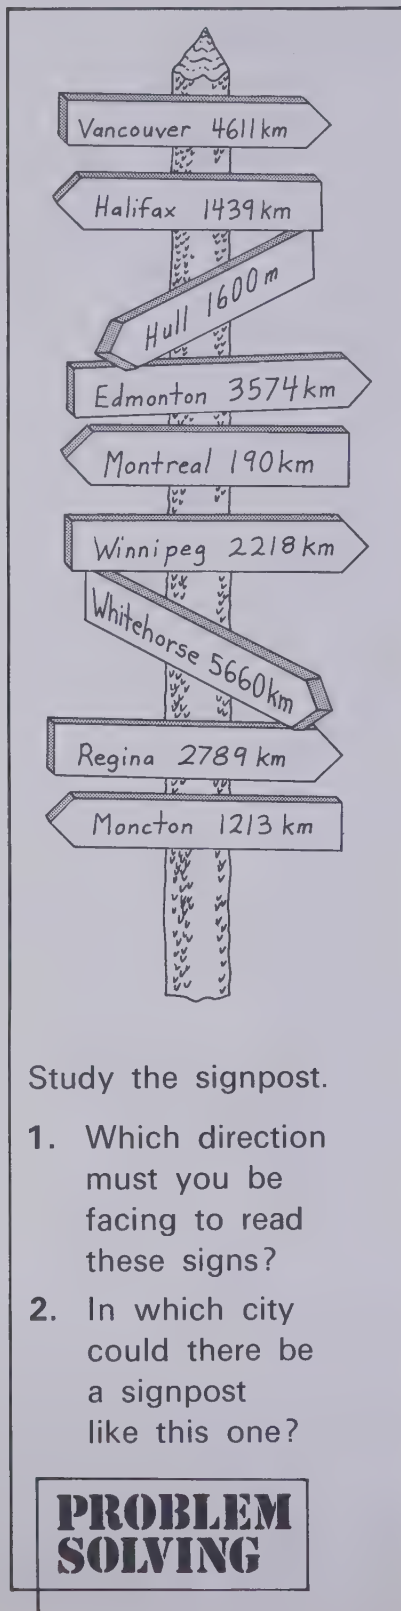 Vancouver 4611 km
Halifax 1439 km
Hull 1600 m
Edmonton 3574 km
Montreal 190 km
Winnipeg 2218 km
Whitehorse 5660 km
Regina 2789 km
Moncton 1213 km
Study the signpost.
1. Which direction
must you be
facing to read
these signs?
2. In which city
could there be
a signpost
like this one?
PROBLEM
SOLVING